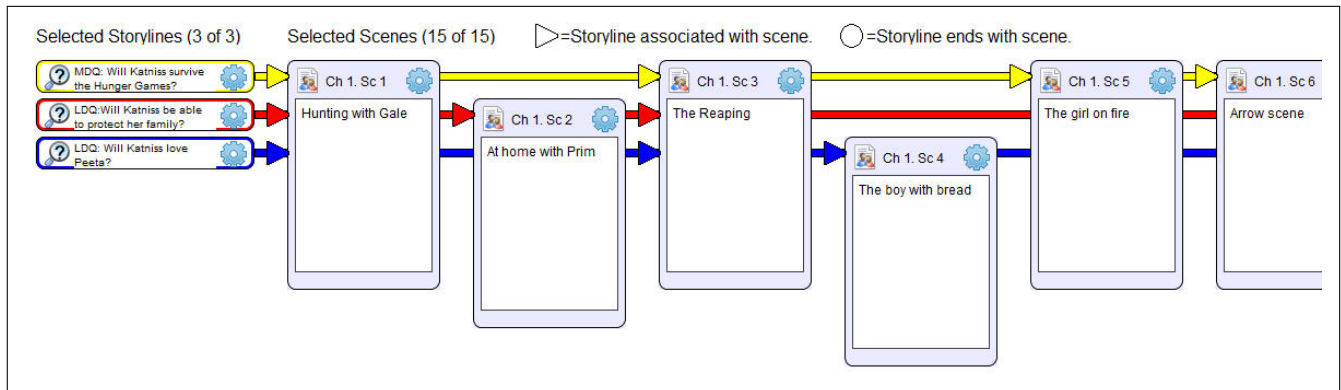 Selected Storylines (3 of 3) Selected Scenes (15 of 15) =Storyline associated with scene. =Storyline ends with scene.
MDQ: Will Katniss survive
the Hunger Games?
LDQ:Will Katniss be able
to protect her family?
LDQ: Will Katniss love
Peeta?
Ch 1. Sc 1
Hunting with Gale
Ch 1. Sc 2
At home with Prim
Ch 1. Sc 3
The Reaping
Ch 1. Sc 4
The boy with bread
Ch 1. Sc 5
The girl on fire
Ch 1. Sc 6
Arrow scene